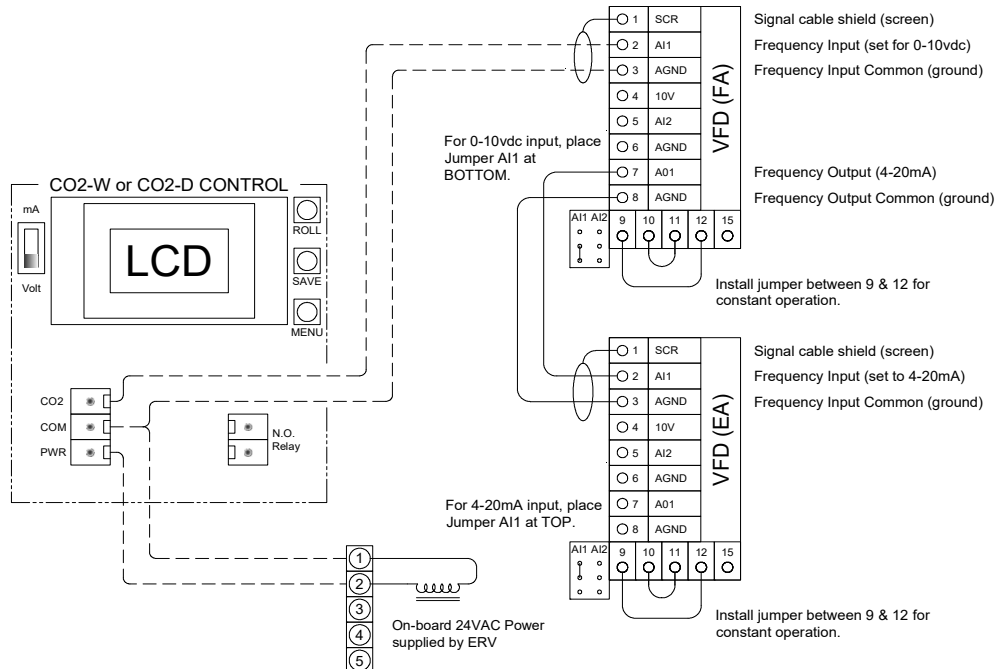 1 SCR
2 AI1
3 AGND
4 10V
5 AI2
6 AGND
7 A01
8 AGND
VFD (FA)
Signal cable shield (screen)
Frequency Input (set for 0-10vdc)
Frequency Input Common (ground)
Frequency Output (4-20mA)
Frequency Output Common (ground)
For 0-10vdc input, place
Jumper AI1 at
BOTTOM.
AI1 AI2
9 10 11 12 15
Install jumper between 9 & 12 for
constant operation.
CO2-W or CO2-D CONTROL
mA
Volt
LCD
ROLL
SAVE
MENU
CO2
COM
PWR
N.O.
Relay
1 SCR
2 AI1
3 AGND
4 10V
5 AI2
6 AGND
7 A01
8 AGND
VFD (EA)
Signal cable shield (screen)
Frequency Input (set to 4-20mA)
Frequency Input Common (ground)
For 4-20mA input, place
Jumper AI1 at TOP.
AI1 AI2
9 10 11 12 15
Install jumper between 9 & 12 for
constant operation.
1
2
3
4
5
On-board 24VAC Power
supplied by ERV